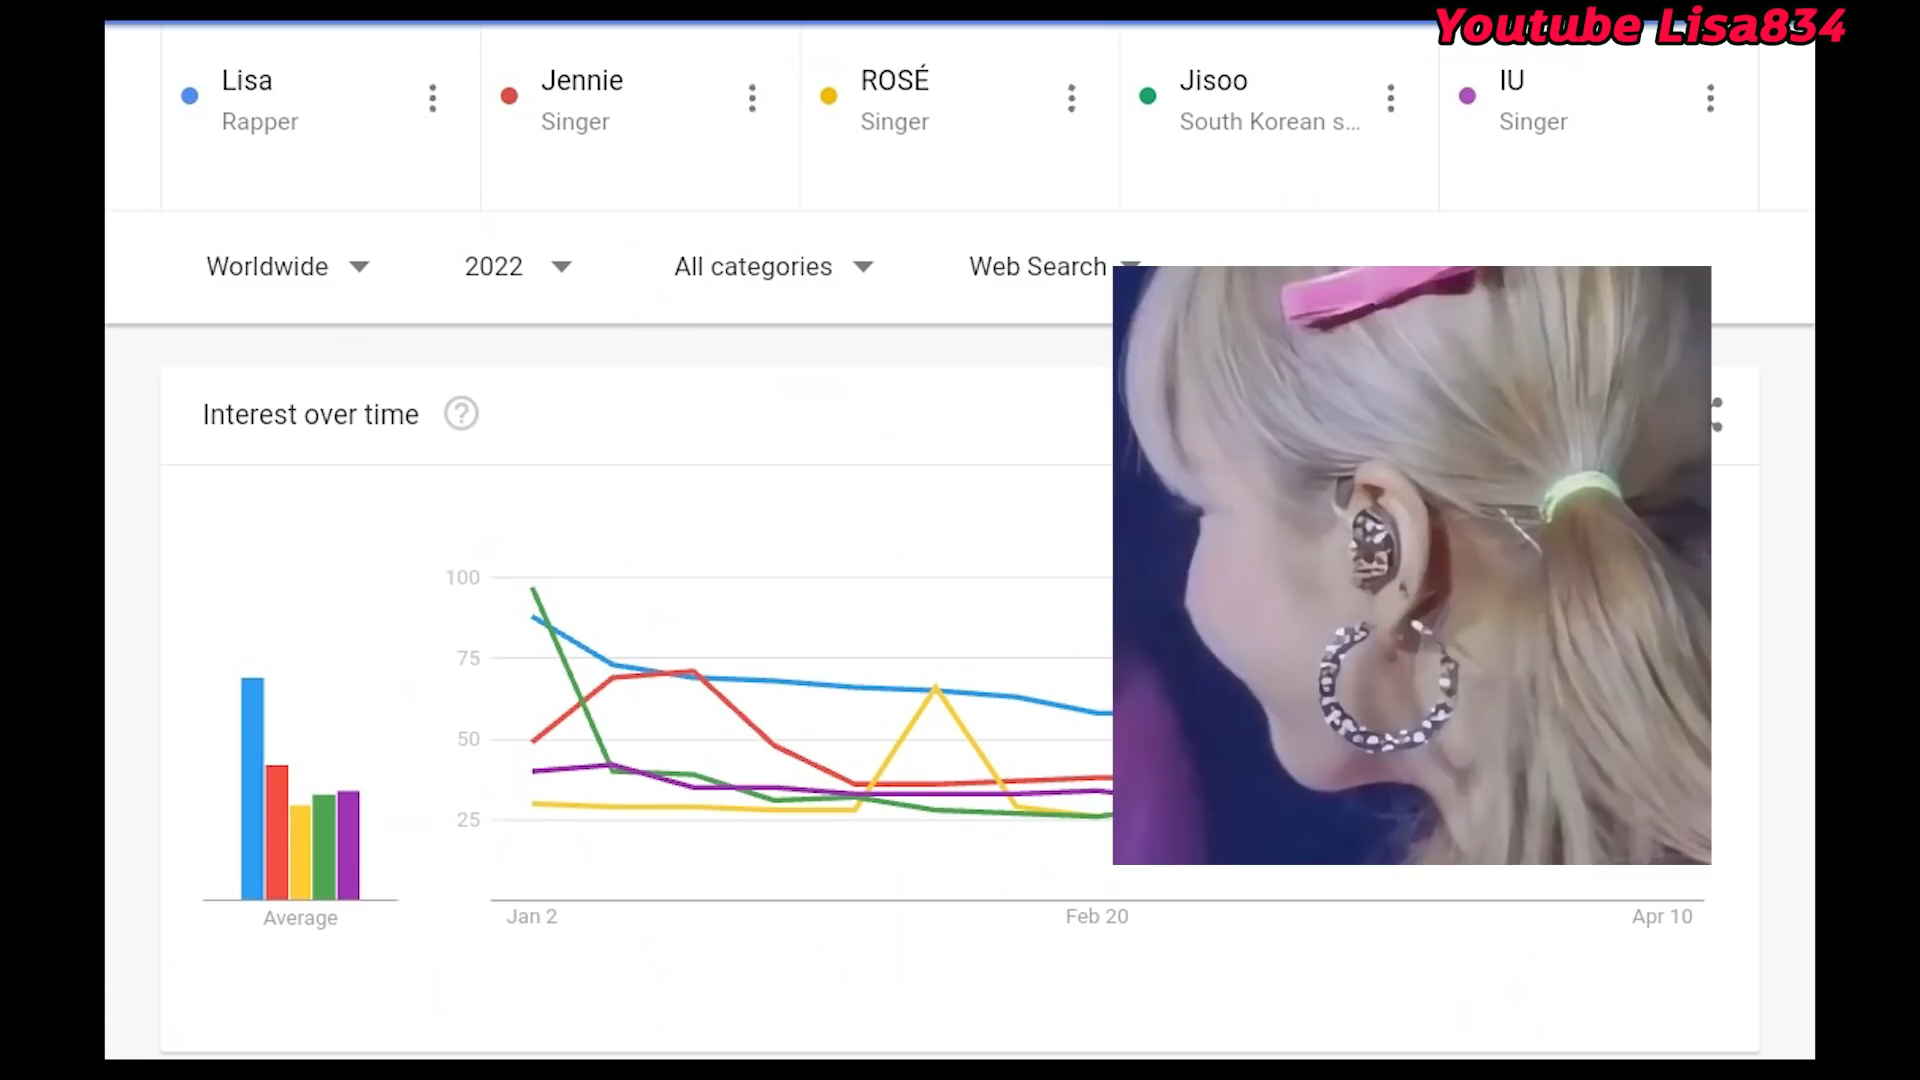 Youtube Lisa834
Lisa
Rapper
Jennie
Singer
ROSÉ
Singer
Jisoo
South Korean s...
IU
Singer
Worldwide
2022
All categories
Web Search
Interest over time
?
100
75
50
25
Average
Jan 2
Feb 20
Apr 10